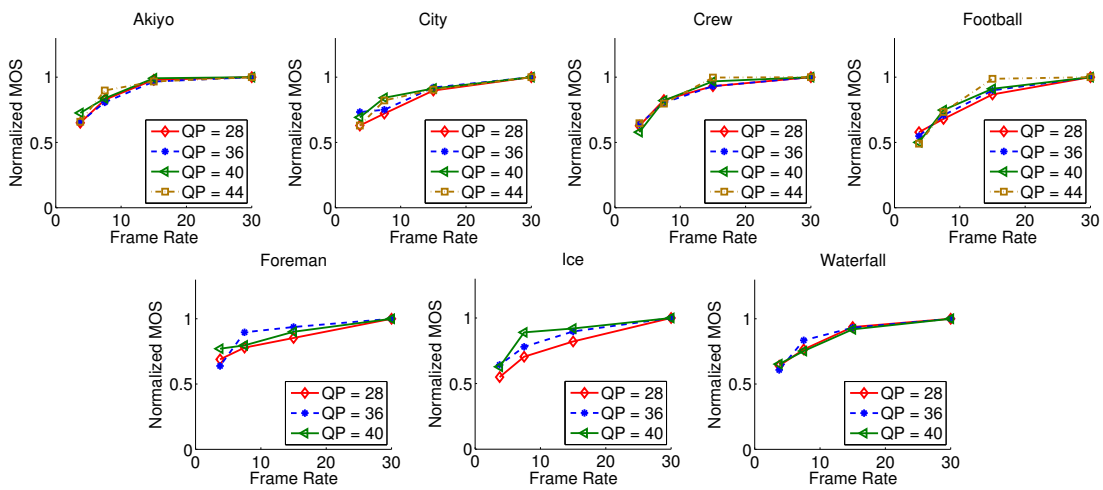 Akiyo
Normalized MOS
1
0.5
0
0 10 20 30
Frame Rate
QP = 28
QP = 36
QP = 40
QP = 44
City
Normalized MOS
1
0.5
0
0 10 20 30
Frame Rate
QP = 28
QP = 36
QP = 40
QP = 44
Crew
Normalized MOS
1
0.5
0
0 10 20 30
Frame Rate
QP = 28
QP = 36
QP = 40
QP = 44
Football
Normalized MOS
1
0.5
0
0 10 20 30
Frame Rate
QP = 28
QP = 36
QP = 40
QP = 44
Foreman
Normalized MOS
1
0.5
0
0 10 20 30
Frame Rate
QP = 28
QP = 36
QP = 40
Ice
Normalized MOS
1
0.5
0
0 10 20 30
Frame Rate
QP = 28
QP = 36
QP = 40
Waterfall
Normalized MOS
1
0.5
0
0 10 20 30
Frame Rate
QP = 28
QP = 36
QP = 40